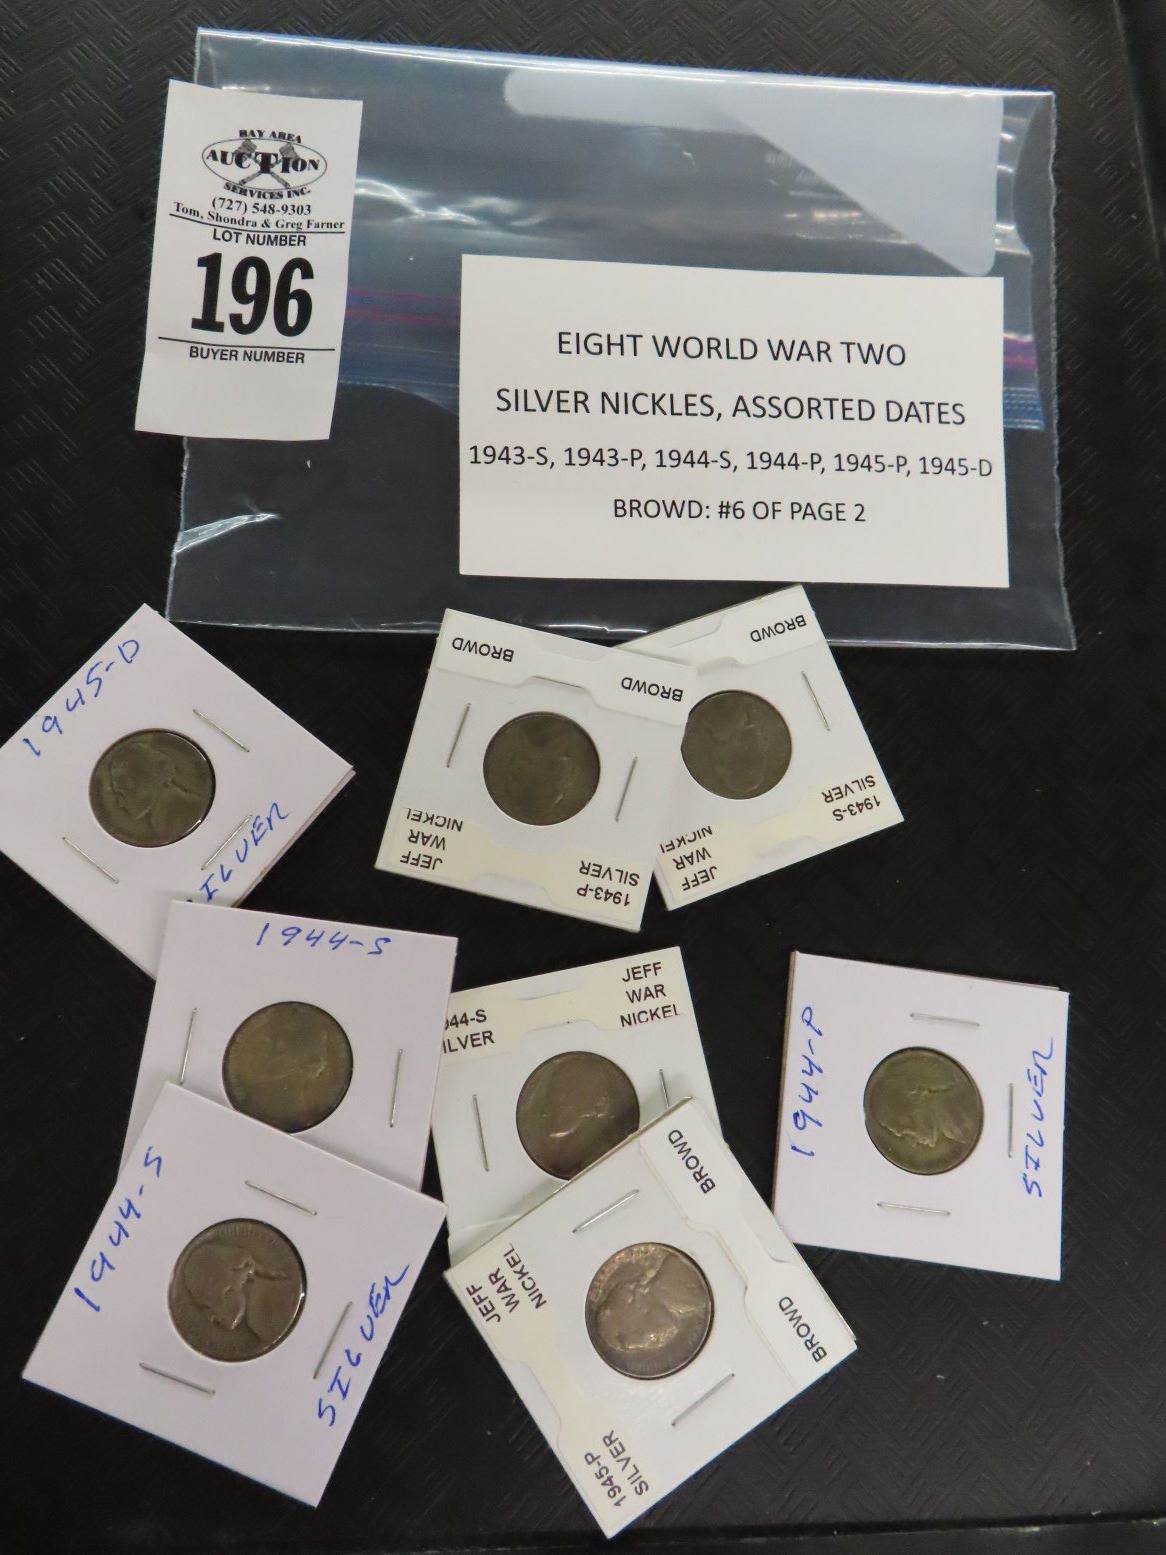 BAY AREA
AUCTION
SERVICES INC.
(727) 548-9303
Tom, Shondra & Greg Farner
LOT NUMBER
196
BUYER NUMBER
EIGHT WORLD WAR TWO
SILVER NICKLES, ASSORTED DATES
1943-S, 1943-P, 1944-S, 1944-P, 1945-P, 1945-D
BROWD: #6 OF PAGE 2
1945-D
SILVER
BROWD
BROWD
JEFF
WAR
NICKEL
1943-P
SILVER
BROWD
JEFF
WAR
NICKEL
1943-S
SILVER
1944-S
944-S
ILVER
JEFF
WAR
NICKEL
1944-P
SILVER
1944-S
SILVER
BROWD
BROWD
JEFF
WAR
NICKEL
1945-P
SILVER